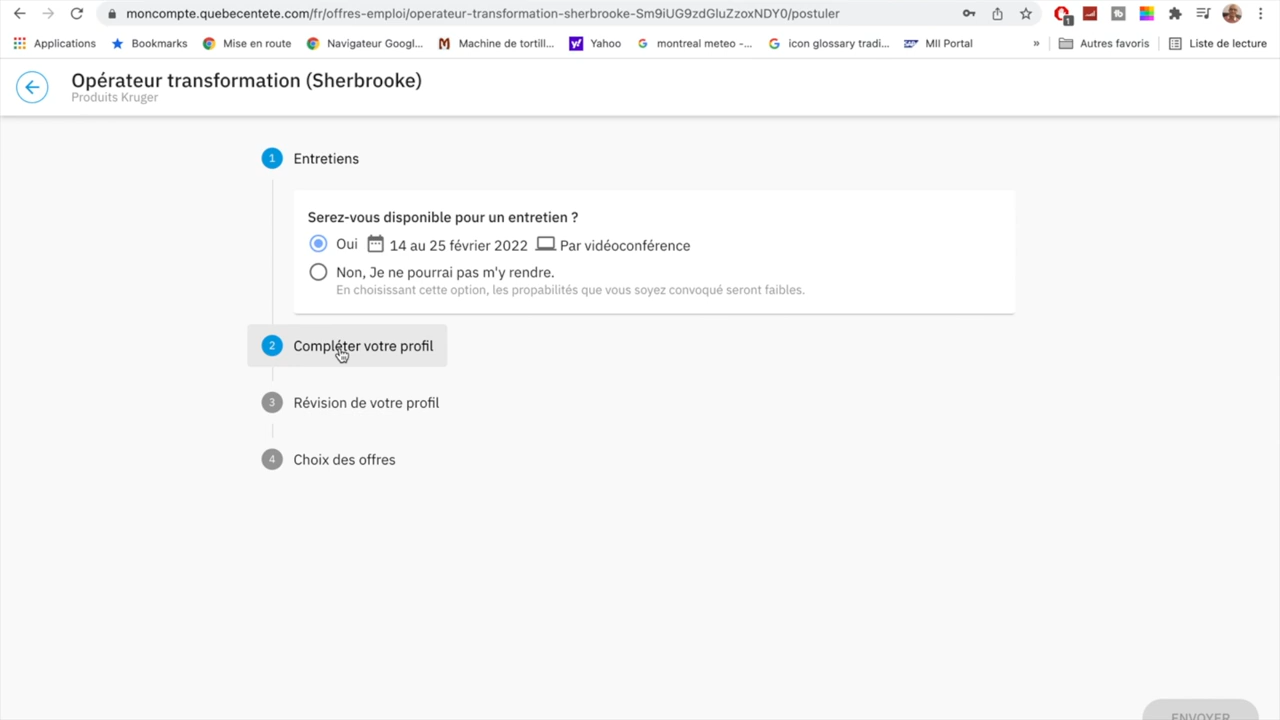 moncompte.quebecentete.com/fr/offres-emploi/operateur-transformation-sherbrooke-Sm9iUG9zdGluZzoxNDY0/postuler
1
Applications Bookmarks Mise en route Navigateur Googl... Machine de tortill... Yahoo montreal meteo -... icon glossary tradi... MII Portal » Autres favoris Liste de lecture
Opérateur transformation (Sherbrooke)
Produits Kruger
1 Entretiens
Serez-vous disponible pour un entretien ?
Oui 14 au 25 février 2022 Par vidéoconférence
Non, Je ne pourrai pas m'y rendre.
En choisissant cette option, les propabilités que vous soyez convoqué seront faibles.
2 Compléter votre profil
3 Révision de votre profil
4 Choix des offres
ENVOYER